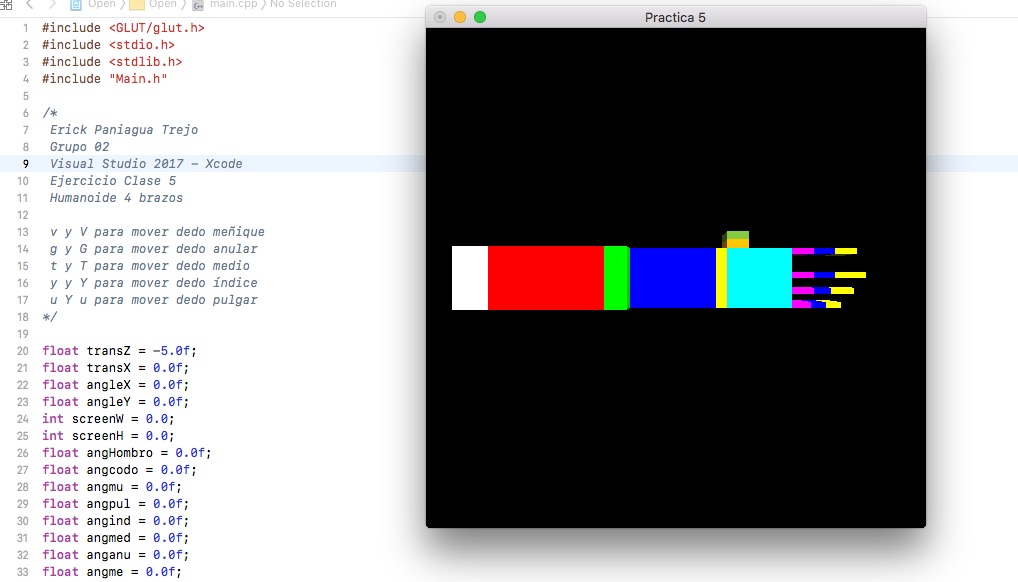 Open 〉 Open 〉 main.cpp 〉 No Selection
Practica 5
1 #include <GLUT/glut.h>
2 #include <stdio.h>
3 #include <stdlib.h>
4 #include "Main.h"
5
6 /*
7 Erick Paniagua Trejo
8 Grupo 02
9 Visual Studio 2017 - Xcode
10 Ejercicio Clase 5
11 Humanoide 4 brazos
12
13 v y V para mover dedo meñique
14 g y G para mover dedo anular
15 t y T para mover dedo medio
16 y y Y para mover dedo índice
17 u Y u para mover dedo pulgar
18 */
19
20 float transZ = -5.0f;
21 float transX = 0.0f;
22 float angleX = 0.0f;
23 float angleY = 0.0f;
24 int screenW = 0.0;
25 int screenH = 0.0;
26 float angHombro = 0.0f;
27 float angcodo = 0.0f;
28 float angmu = 0.0f;
29 float angpul = 0.0f;
30 float angind = 0.0f;
31 float angmed = 0.0f;
32 float anganu = 0.0f;
33 float angme = 0.0f;